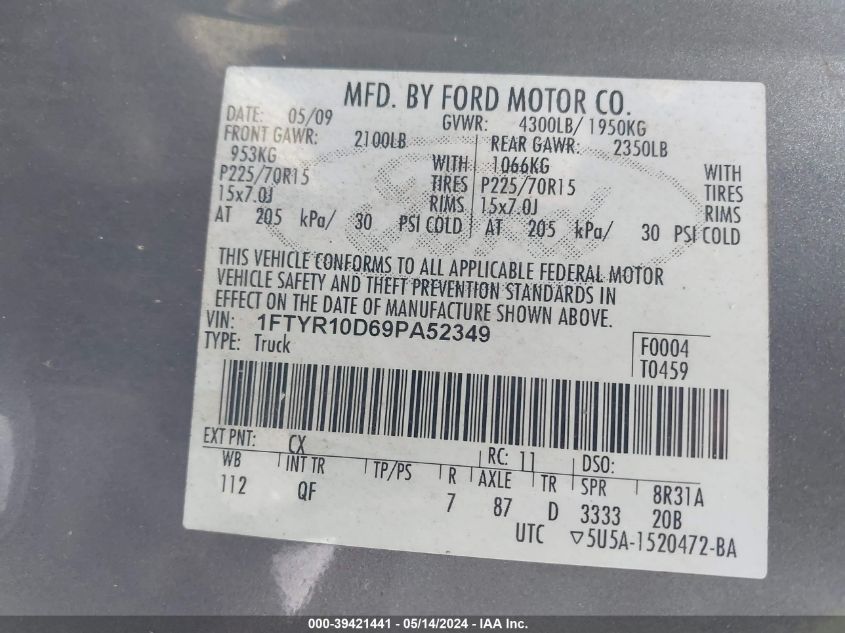 MFD. BY FORD MOTOR CO.
DATE: 05/09 GVWR: 4300LB/ 1950KG
FRONT GAWR: 2100LB REAR GAWR: 2350LB
953KG WITH 1066KG WITH
P225/70R15 TIRES P225/70R15 TIRES
15x7.0J RIMS 15x7.0J RIMS
AT 205 kPa/ 30 PSI COLD AT 205 kPa/ 30 PSI COLD
Ford
THIS VEHICLE CONFORMS TO ALL APPLICABLE FEDERAL MOTOR
VEHICLE SAFETY AND THEFT PREVENTION STANDARDS IN
EFFECT ON THE DATE OF MANUFACTURE SHOWN ABOVE.
VIN: 1FTYR10D69PA52349
TYPE: Truck
F0004
T0459
EXT PNT: CX RC: 11 DSO:
WB INT TR TP/PS R AXLE TR SPR 8R31A
112 QF 7 87 D 3333 20B
UTC ▽5U5A-1520472-BA
000-39421441 - 05/14/2024 - IAA Inc.